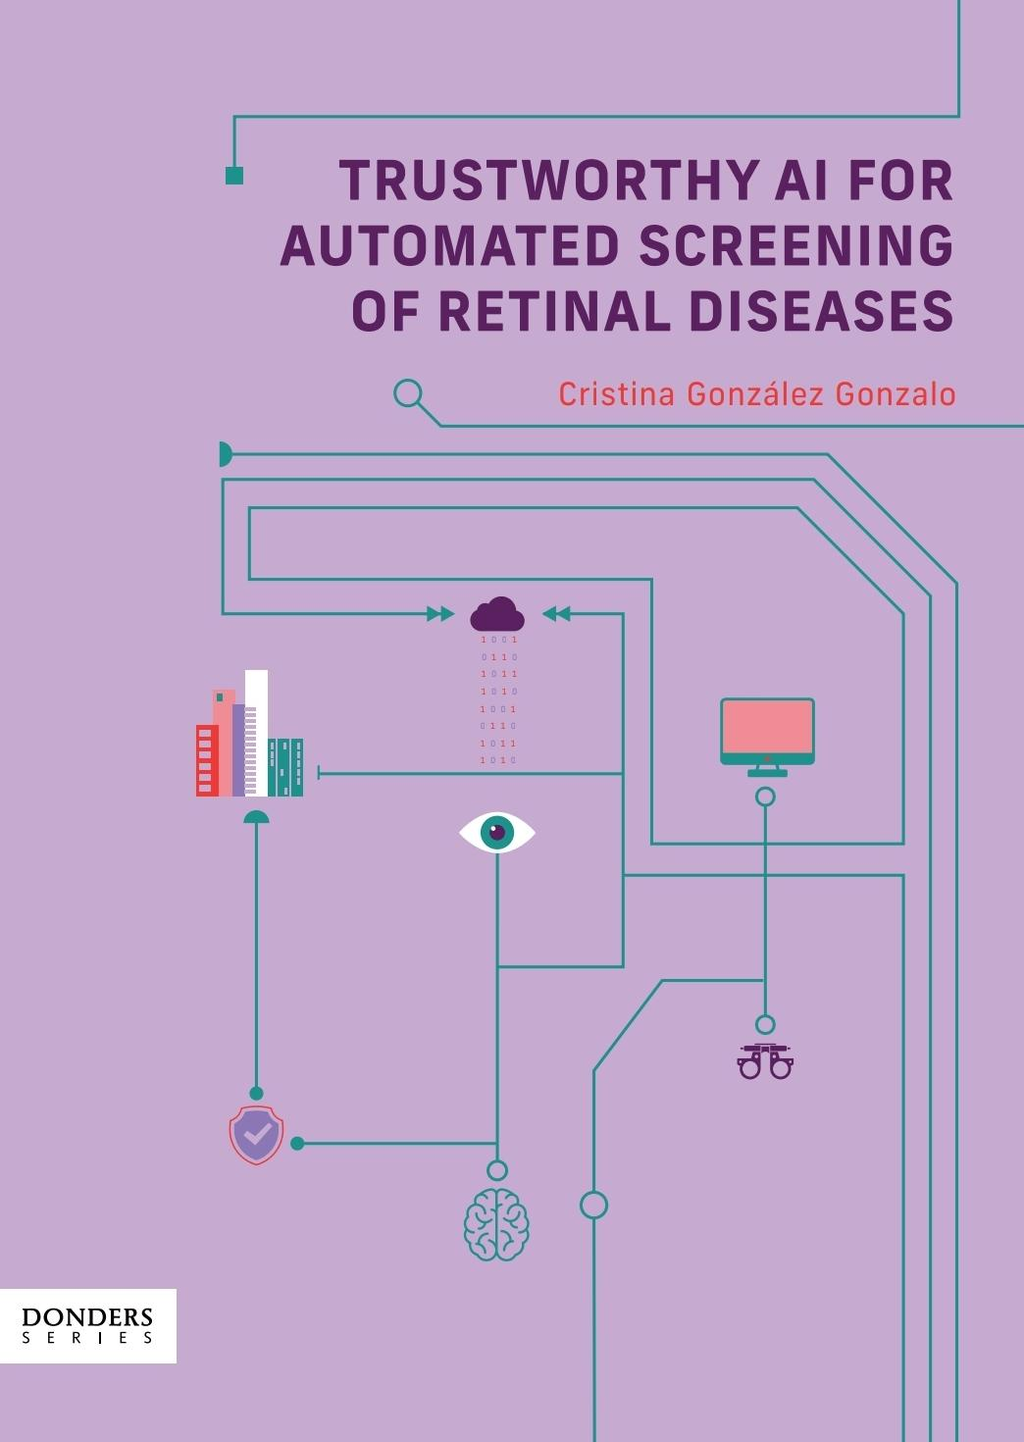 TRUSTWORTHY AI FOR
AUTOMATED SCREENING
OF RETINAL DISEASES
Cristina González Gonzalo
1 0 0 1
0 1 1 0
1 0 1 1
1 0 1 0
1 0 0 1
0 1 1 0
1 0 1 1
1 0 1 0
DONDERS
SERIES